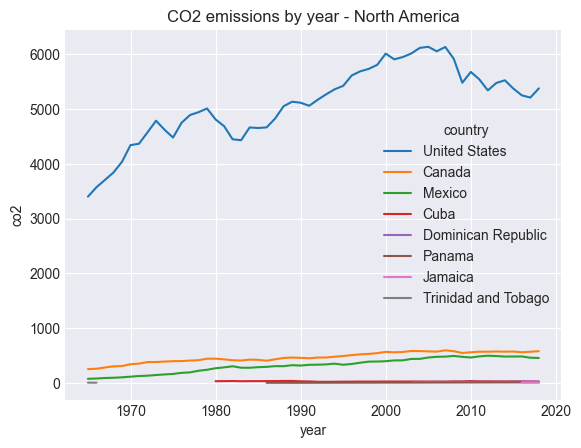 CO2 emissions by year - North America
6000
5000
4000
3000
2000
1000
0
co2
country
United States
Canada
Mexico
Cuba
Dominican Republic
Panama
Jamaica
Trinidad and Tobago
1970 1980 1990 2000 2010 2020
year